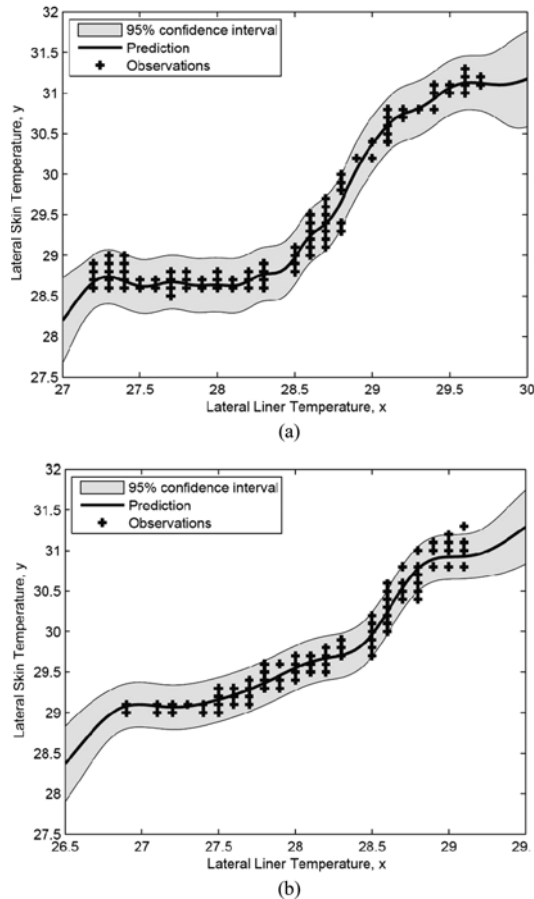 32
31.5
31
30.5
30
29.5
29
28.5
28
27.5
Lateral Skin Temperature, y
95% confidence interval
Prediction
Observations
27 27.5 28 28.5 29 29.5 30
Lateral Liner Temperature, x
(a)
32
31.5
31
30.5
30
29.5
29
28.5
28
27.5
Lateral Skin Temperature, y
95% confidence interval
Prediction
Observations
26.5 27 27.5 28 28.5 29 29.
Lateral Liner Temperature, x
(b)